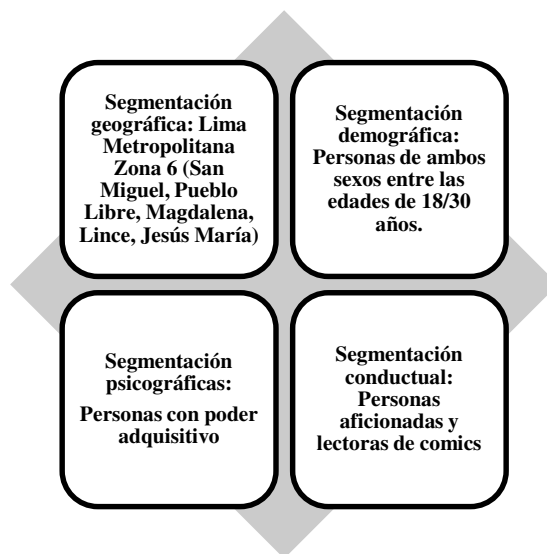 Segmentación
geográfica: Lima
Metropolitana
Zona 6 (San
Miguel, Pueblo
Libre, Magdalena,
Lince, Jesús María)
Segmentación
demográfica:
Personas de ambos
sexos entre las
edades de 18/30
años.
Segmentación
psicográficas:
Personas con poder
adquisitivo
Segmentación
conductual:
Personas
aficionadas y
lectoras de comics